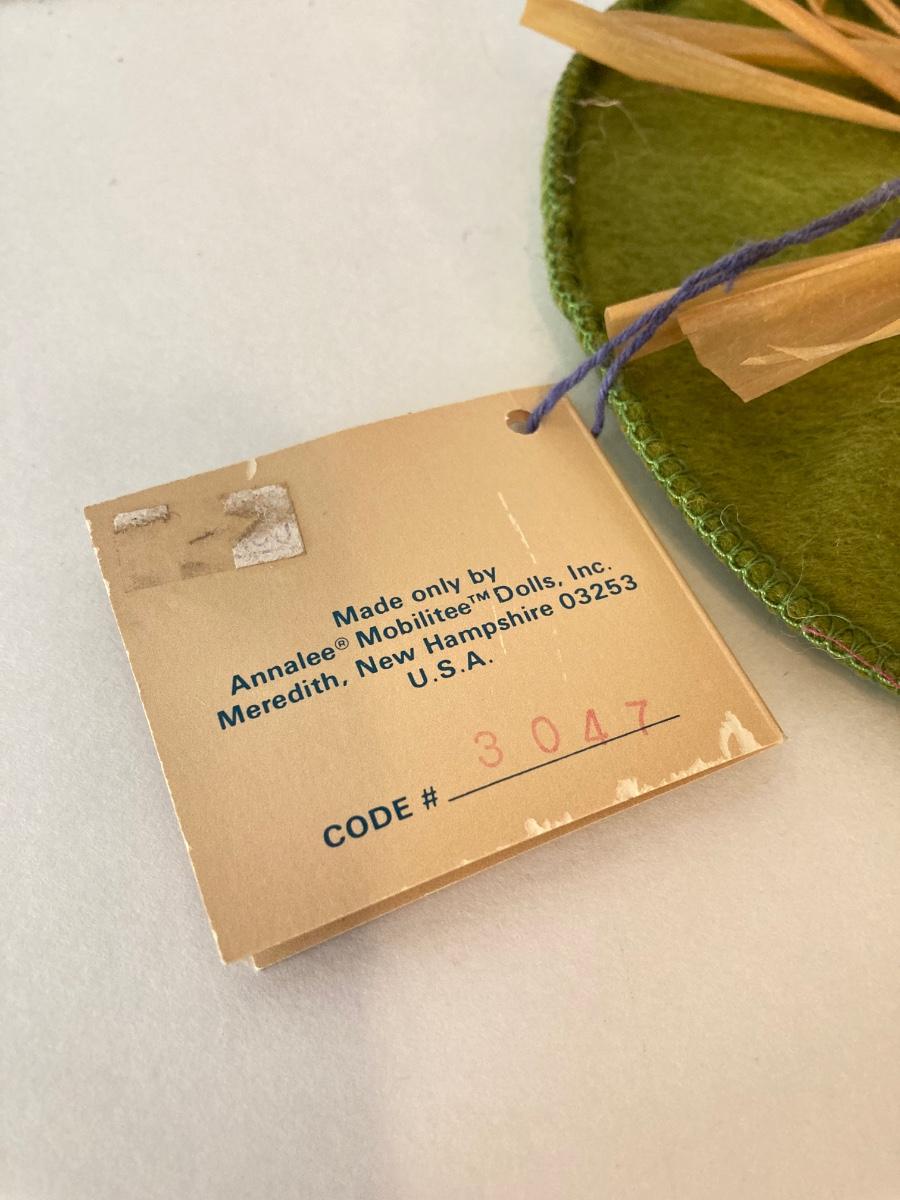 Made only by
Annalee® Mobilitee™ Dolls, Inc.
Meredith, New Hampshire 03253
U.S.A.
CODE # 3047